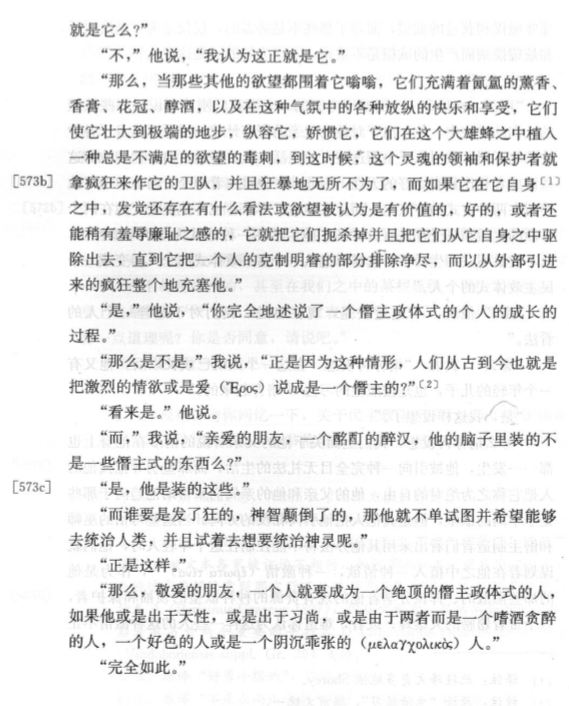 就是它么？”
“不，”他说，“我认为这正就是它。”
“那么，当那些其他的欲望都围着它嗡嗡，它们充满着氤氲的薰香、
香膏、花冠、醇酒，以及在这种气氛中的各种放纵的快乐和享受，它们
使它壮大到极端的地步，纵容它，娇惯它，它们在这个大雄蜂之中植入
一种总是不满足的欲望的毒刺，到这时候，这个灵魂的领袖和保护者就
[573b] 拿疯狂来作它的卫队，并且狂暴地无所不为了，而如果它在它自身〔1〕
之中，发觉还存在有什么看法或欲望被认为是有价值的，好的，或者还
能稍有羞辱廉耻之感的，它就把它们扼杀掉并且把它们从它自身之中驱
除出去，直到它把一个人的克制明睿的部分排除净尽，而以从外部引进
来的疯狂整个地充塞他。”
“是，”他说，“你完全地述说了一个僭主政体式的个人的成长的
过程。”
“那么是不是，”我说，“正是因为这种情形，人们从古到今也就是
把激烈的情欲或是爱（Ἔρος）说成是一个僭主的？”〔2〕
“看来是。”他说。
“而，”我说，“亲爱的朋友，一个酩酊的醉汉，他的脑子里装的不
是一些僭主式的东西么？”
[573c] “是，他是装的这些。”
“而谁要是发了狂的，神智颠倒了的，那他就不单试图并希望能够
去统治人类，并且试着去想要统治神灵呢。”
“正是这样。”
“那么，敬爱的朋友，一个人就要成为一个绝顶的僭主政体式的人，
如果他或是出于天性，或是出于习尚，或是由于两者而是一个嗜酒贪醉
的人，一个好色的人或是一个阴沉乖张的（μελαγχολικὸς）人。”
“完全如此。”